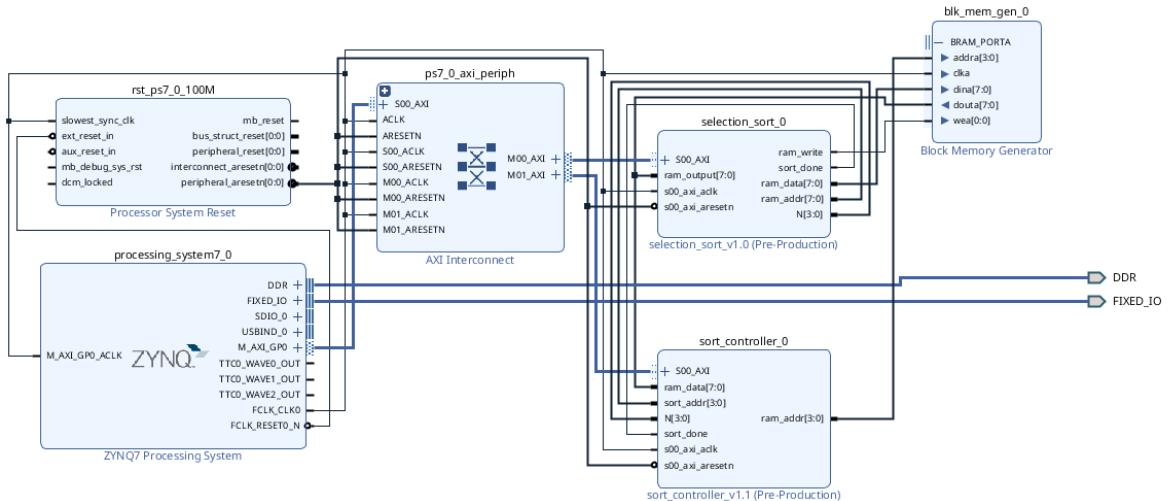 blk_mem_gen_0
BRAM_PORTA
addra[3:0]
clka
dina[7:0]
douta[7:0]
wea[0:0]
Block Memory Generator
rst_ps7_0_100M
slowest_sync_clk
ext_reset_in
aux_reset_in
mb_debug_sys_rst
dcm_locked
mb_reset
bus_struct_reset[0:0]
peripheral_reset[0:0]
interconnect_aresetn[0:0]
peripheral_aresetn[0:0]
Processor System Reset
ps7_0_axi_periph
S00_AXI
ACLK
ARESETN
S00_ACLK
S00_ARESETN
M00_ACLK
M00_ARESETN
M01_ACLK
M01_ARESETN
M00_AXI
M01_AXI
AXI Interconnect
selection_sort_0
S00_AXI
ram_output[7:0]
s00_axi_aclk
s00_axi_aresetn
ram_write
sort_done
ram_data[7:0]
ram_addr[7:0]
N[3:0]
selection_sort_v1.0 (Pre-Production)
processing_system7_0
M_AXI_GP0_ACLK
ZYNQ
DDR
FIXED_IO
SDIO_0
USBIND_0
M_AXI_GP0
TTC0_WAVE0_OUT
TTC0_WAVE1_OUT
TTC0_WAVE2_OUT
FCLK_CLK0
FCLK_RESET0_N
ZYNQ7 Processing System
DDR
FIXED_IO
sort_controller_0
S00_AXI
ram_data[7:0]
sort_addr[3:0]
N[3:0]
sort_done
s00_axi_aclk
s00_axi_aresetn
ram_addr[3:0]
sort_controller_v1.1 (Pre-Production)